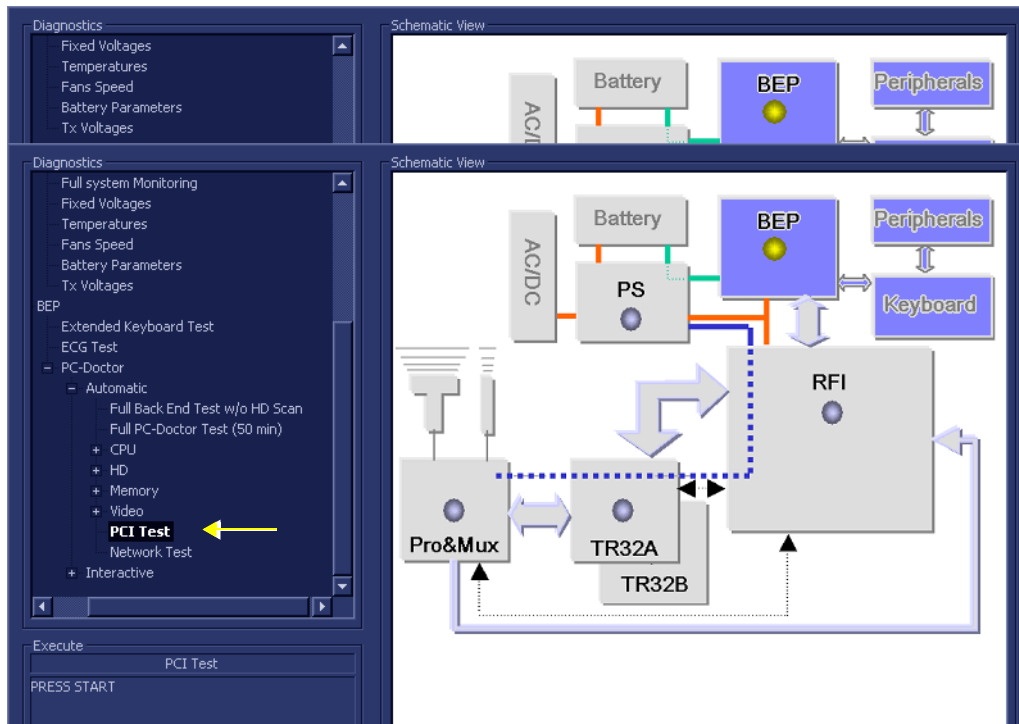 Diagnostics
Fixed Voltages
Temperatures
Fans Speed
Battery Parameters
Tx Voltages
Schematic View
Battery
BEP
Peripherals
Diagnostics
Full system Monitoring
Fixed Voltages
Temperatures
Fans Speed
Battery Parameters
Tx Voltages
BEP
Extended Keyboard Test
ECG Test
PC-Doctor
Automatic
Full Back End Test w/o HD Scan
Full PC-Doctor Test (50 min)
CPU
HD
Memory
Video
PCI Test
Network Test
Interactive
Schematic View
Battery
BEP
Peripherals
AC/DC
PS
Keyboard
RFI
Pro&Mux
TR32A
TR32B
Execute
PCI Test
PRESS START